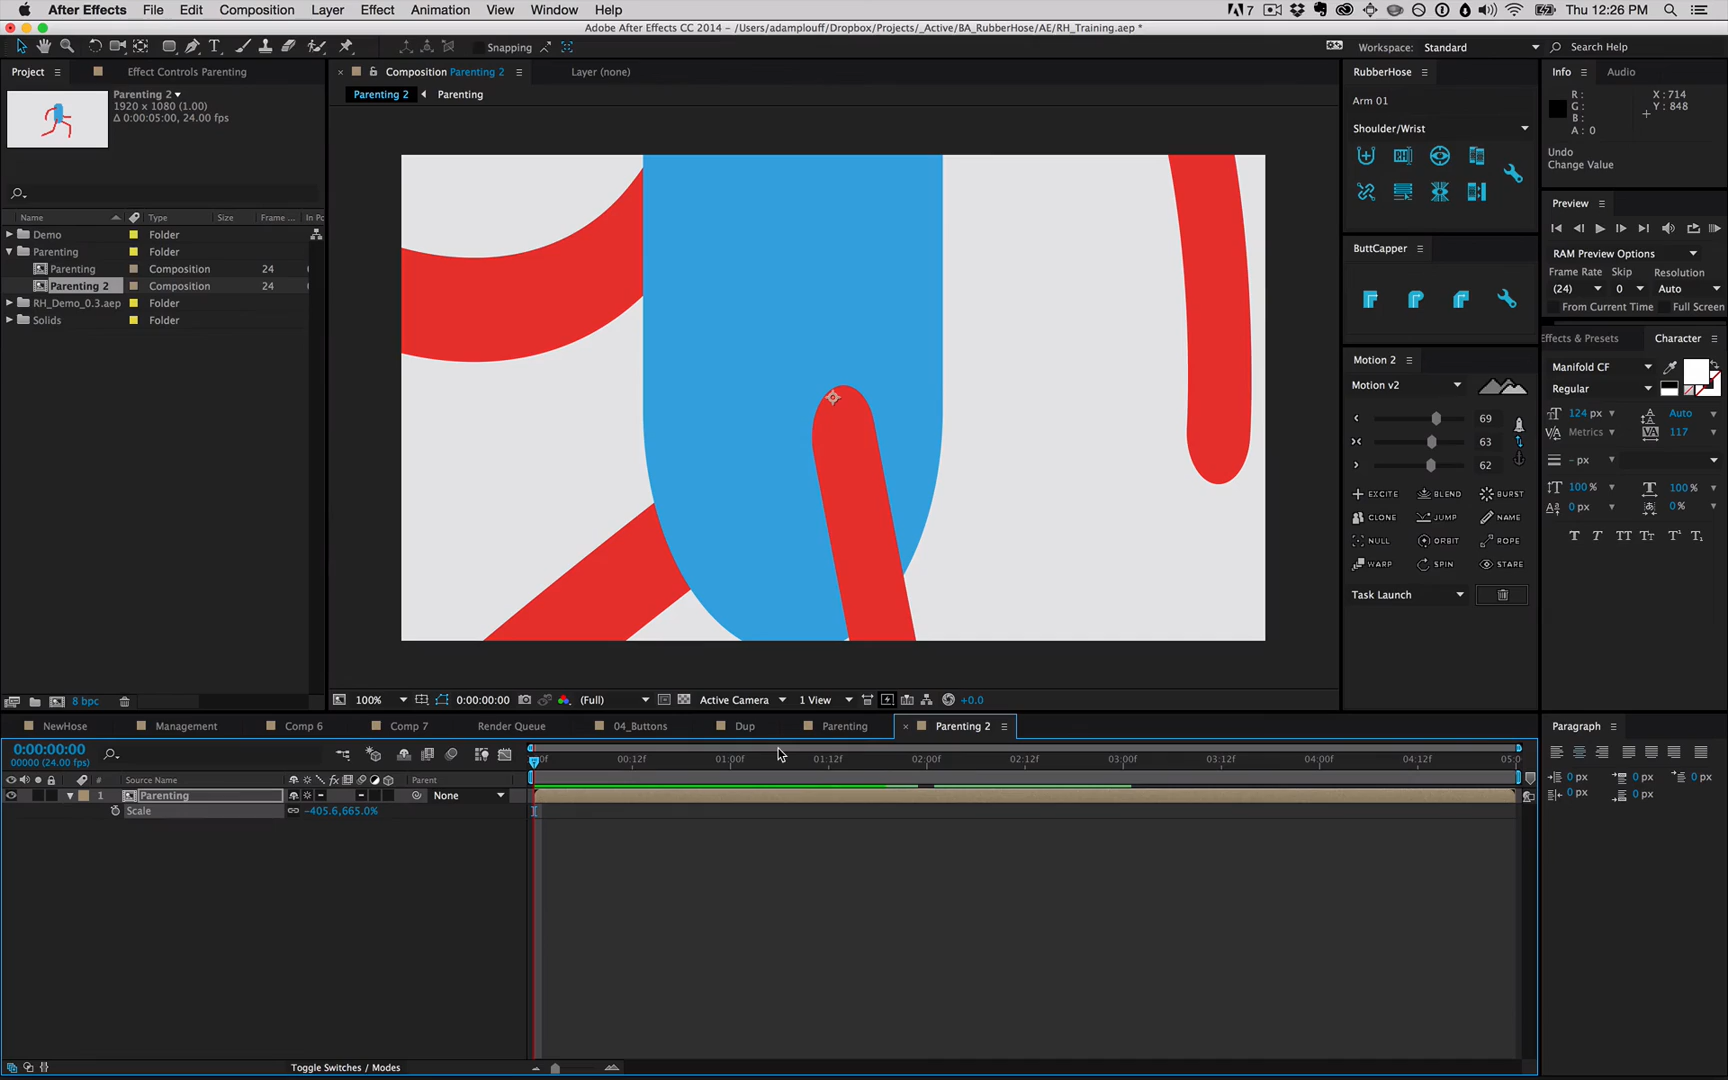 After Effects File Edit Composition Layer Effect Animation View Window Help 7 Thu 12:26 PM
Adobe After Effects CC 2014 – /Users/adamplouff/Dropbox/Projects/_Active/BA_RubberHose/AE/RH_Training.aep *
Snapping Workspace: Standard Search Help
Project Effect Controls Parenting Composition Parenting 2 Layer (none) RubberHose Info Audio
Parenting 2 Parenting
Parenting 2
1920 x 1080 (1.00)
Δ 0:00:05:00, 24.00 fps
Arm 01
Shoulder/Wrist
R:
G:
B:
A: 0
X: 714
Y: 848
Undo
Change Value
Name Type Size Frame ... In Po
Demo Folder
Parenting Folder
Parenting Composition 24
Parenting 2 Composition 24
RH_Demo_0.3.aep Folder
Solids Folder
Preview
RAM Preview Options
Frame Rate Skip Resolution
(24) 0 Auto
From Current Time Full Screen
ButtCapper
Effects & Presets Character
Manifold CF
Regular
124 px Auto
Metrics 117
- px
100 % 100 %
0 px 0 %
T T TT Tt T¹ T₁
Motion 2
Motion v2
69
63
62
EXCITE BLEND BURST
CLONE JUMP NAME
NULL ORBIT ROPE
WARP SPIN STARE
Task Launch
8 bpc
100% 0:00:00:00 (Full) Active Camera 1 View +0.0
NewHose Management Comp 6 Comp 7 Render Queue 04_Buttons Dup Parenting Parenting 2
Paragraph
0 px 0 px 0 px
0 px 0 px
0:00:00:00
00000 (24.00 fps)
00:12f 01:00f 01:12f 02:00f 02:12f 03:00f 03:12f 04:00f 04:12f 05:0
# Source Name Parent
1 Parenting None
Scale -405.6,665.0%
Toggle Switches / Modes